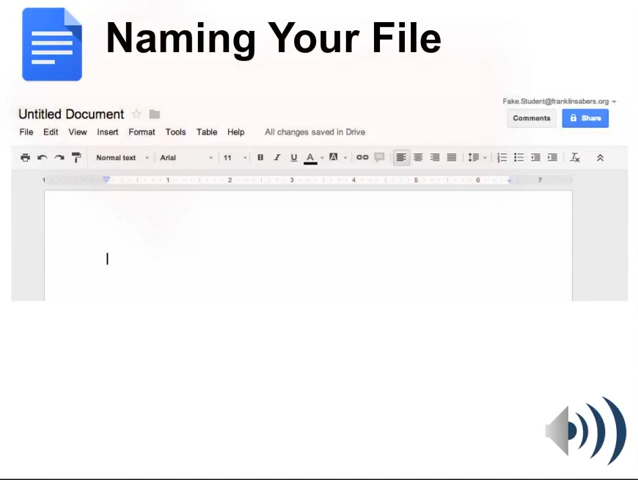 Naming Your File
Fake.Student@franklinsabers.org
Untitled Document
Comments
Share
File Edit View Insert Format Tools Table Help All changes saved in Drive
Normal text Arial 11 B I U A A
1 1 2 3 4 5 6 7